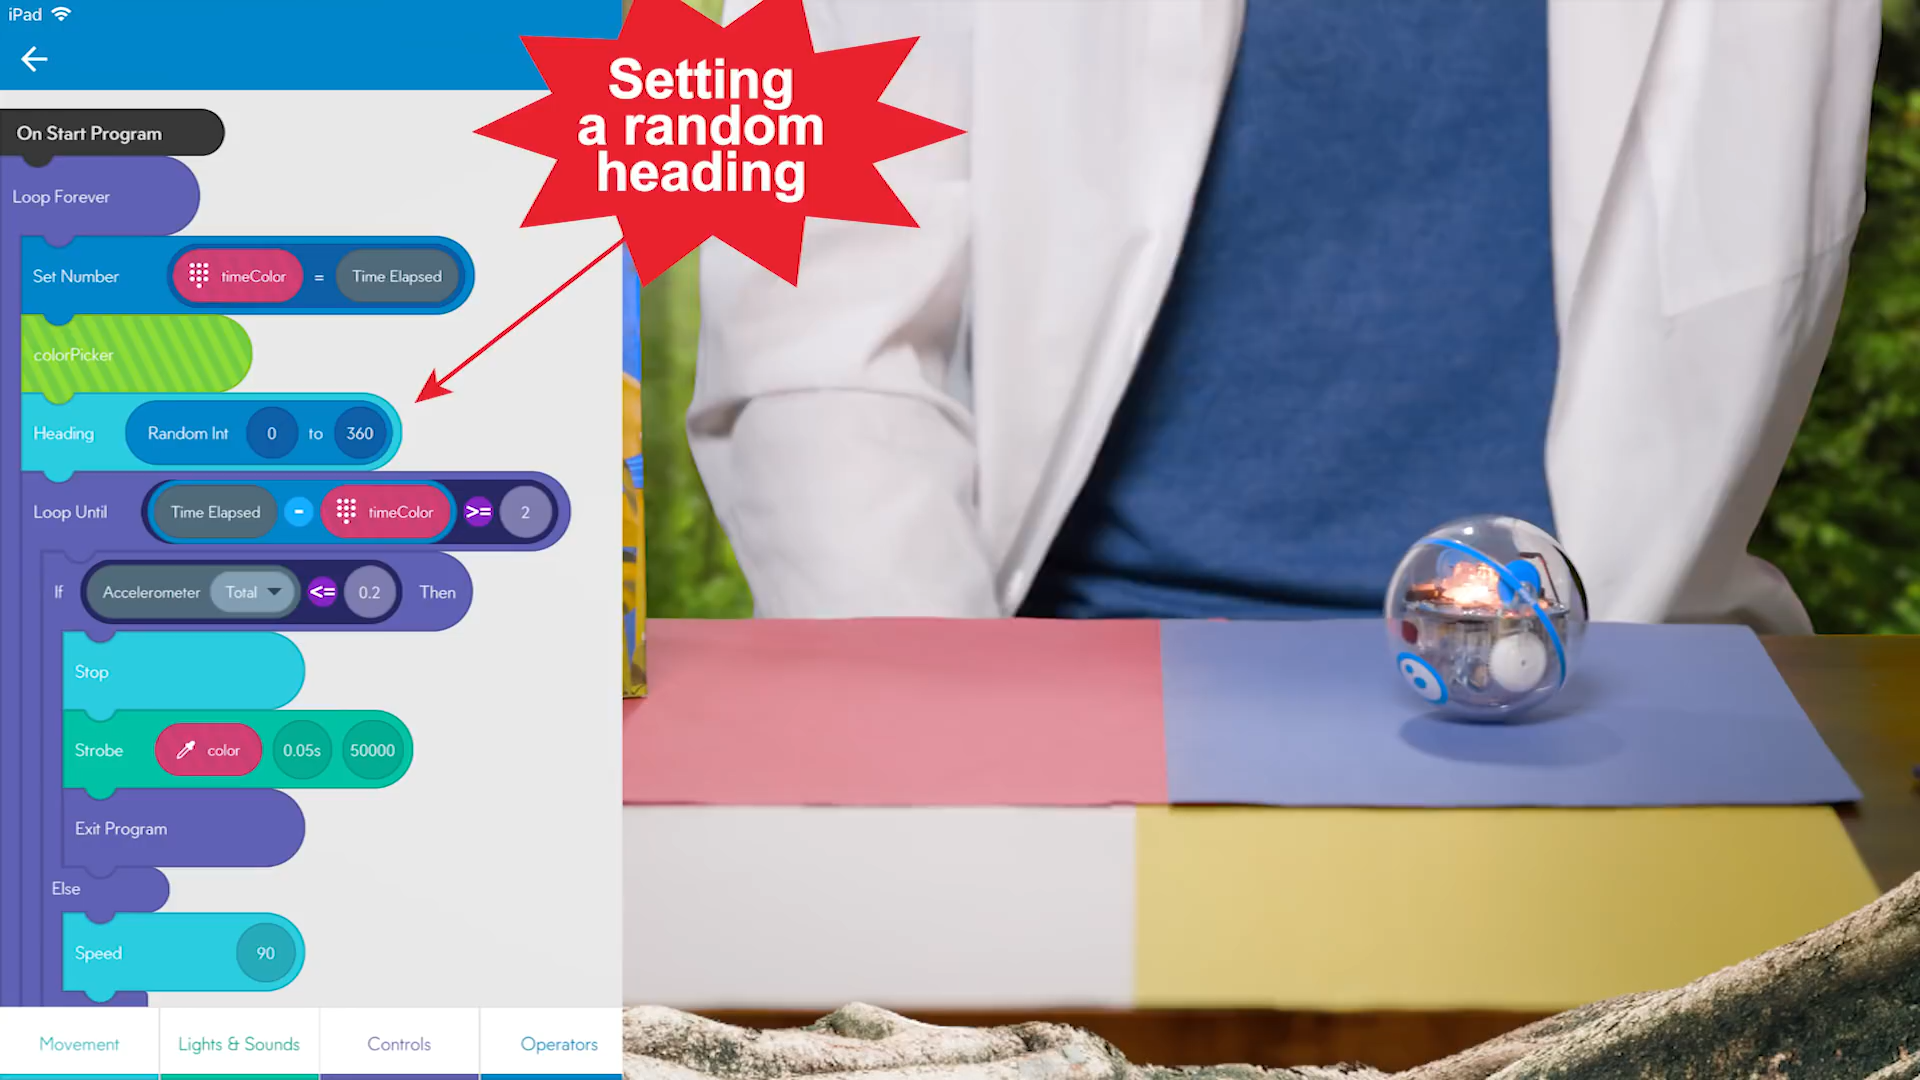 iPad
Setting
a random
heading
On Start Program
Loop Forever
Set Number timeColor = Time Elapsed
colorPicker
Heading Random Int 0 to 360
Loop Until Time Elapsed - timeColor >= 2
If Accelerometer Total <= 0.2 Then
Stop
Strobe color 0.05s 50000
Exit Program
Else
Speed 90
Movement Lights & Sounds Controls Operators